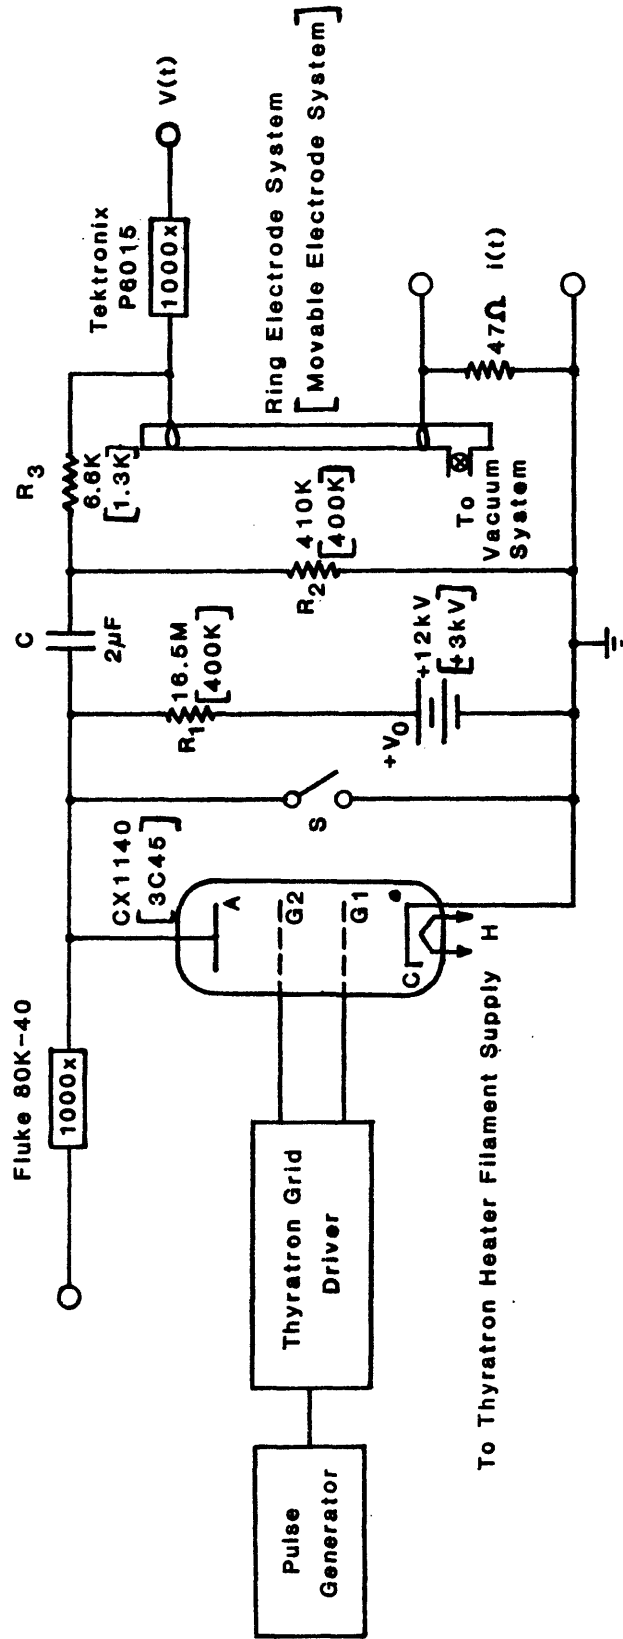 Fluke 80K-40
1000x
CX1140
[3C45]
A
G2
G1
C
H
Pulse
Generator
Thyratron Grid
Driver
To Thyratron Heater Filament Supply
S
R1
16.5M
[400K]
+V0
+12kV
[+3kV]
C
2µF
R2
410K
[400K]
R3
6.6K
[1.3K]
To
Vacuum
System
Tektronix
P6015
1000x
V(t)
Ring Electrode System
[Movable Electrode System]
47Ω
i(t)